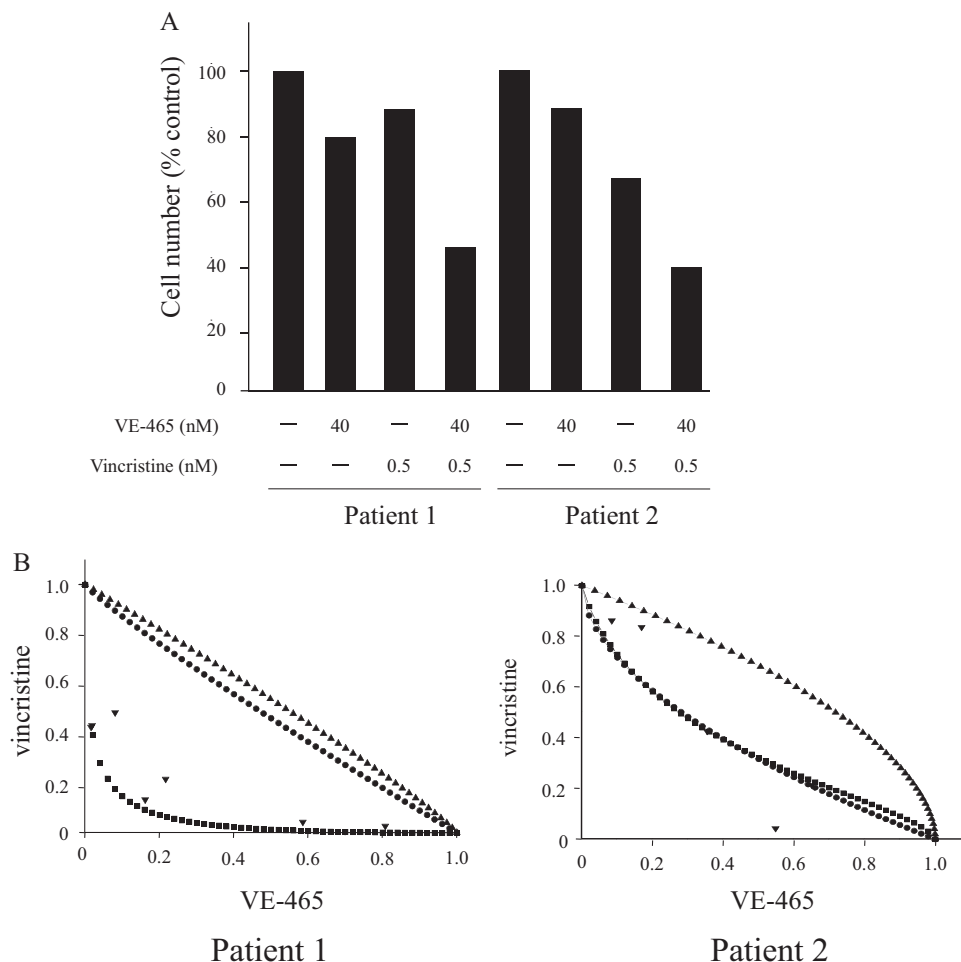 A
Cell number (% control)
100
80
60
40
20
0
VE-465 (nM) — 40 — 40 — 40 — 40
Vincristine (nM) — — 0.5 0.5 — — 0.5 0.5
Patient 1 Patient 2
B
vincristine
1.0
0.8
0.6
0.4
0.2
0
0 0.2 0.4 0.6 0.8 1.0
VE-465
Patient 1
vincristine
1.0
0.8
0.6
0.4
0.2
0
0 0.2 0.4 0.6 0.8 1.0
VE-465
Patient 2